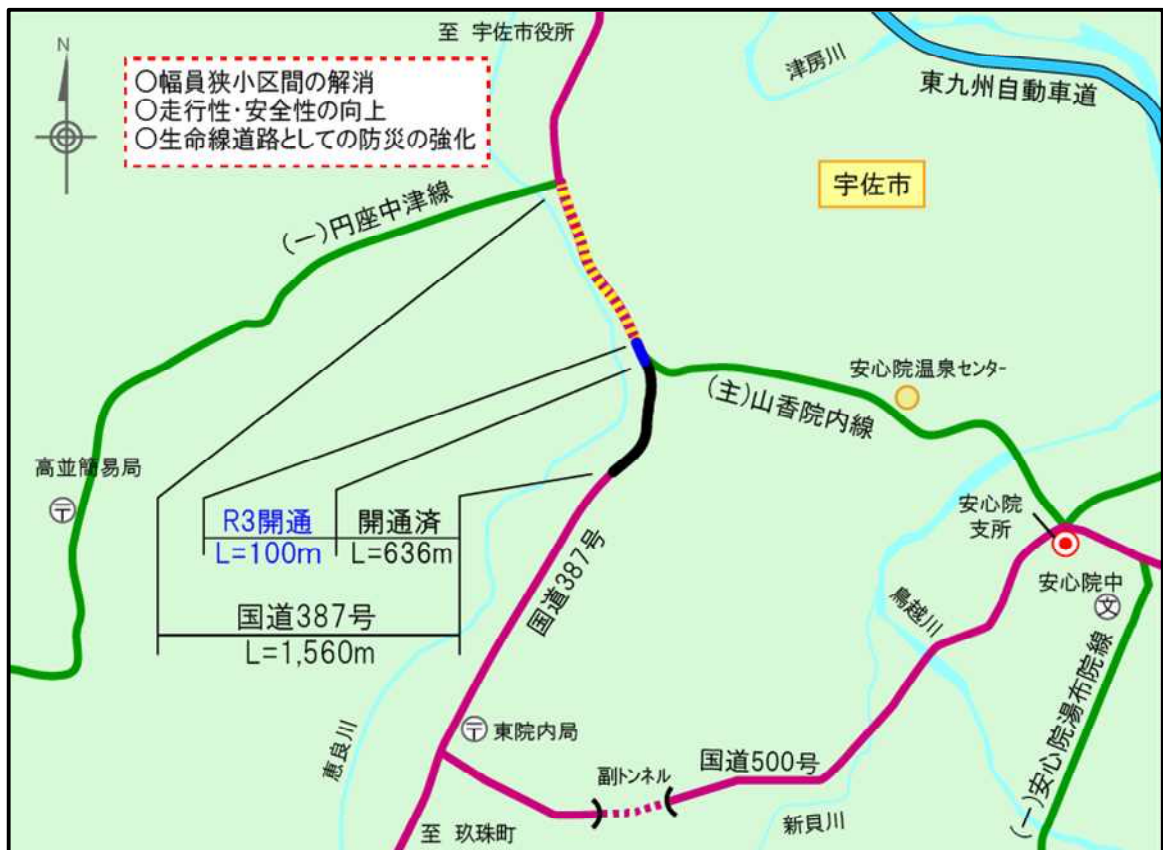 至 宇佐市役所
津房川
東九州自動車道
N
○幅員狭小区間の解消
○走行性・安全性の向上
○生命線道路としての防災の強化
宇佐市
(一)円座中津線
安心院温泉センター
(主)山香院内線
高並簡易局
〒
R3開通
L=100m
開通済
L=636m
安心院
支所
国道387号
L=1,560m
国道387号
安心院中
文
鳥越川
(一)安心院湯布院線
恵良川
〒 東院内局
国道500号
副トンネル
新貝川
至 玖珠町